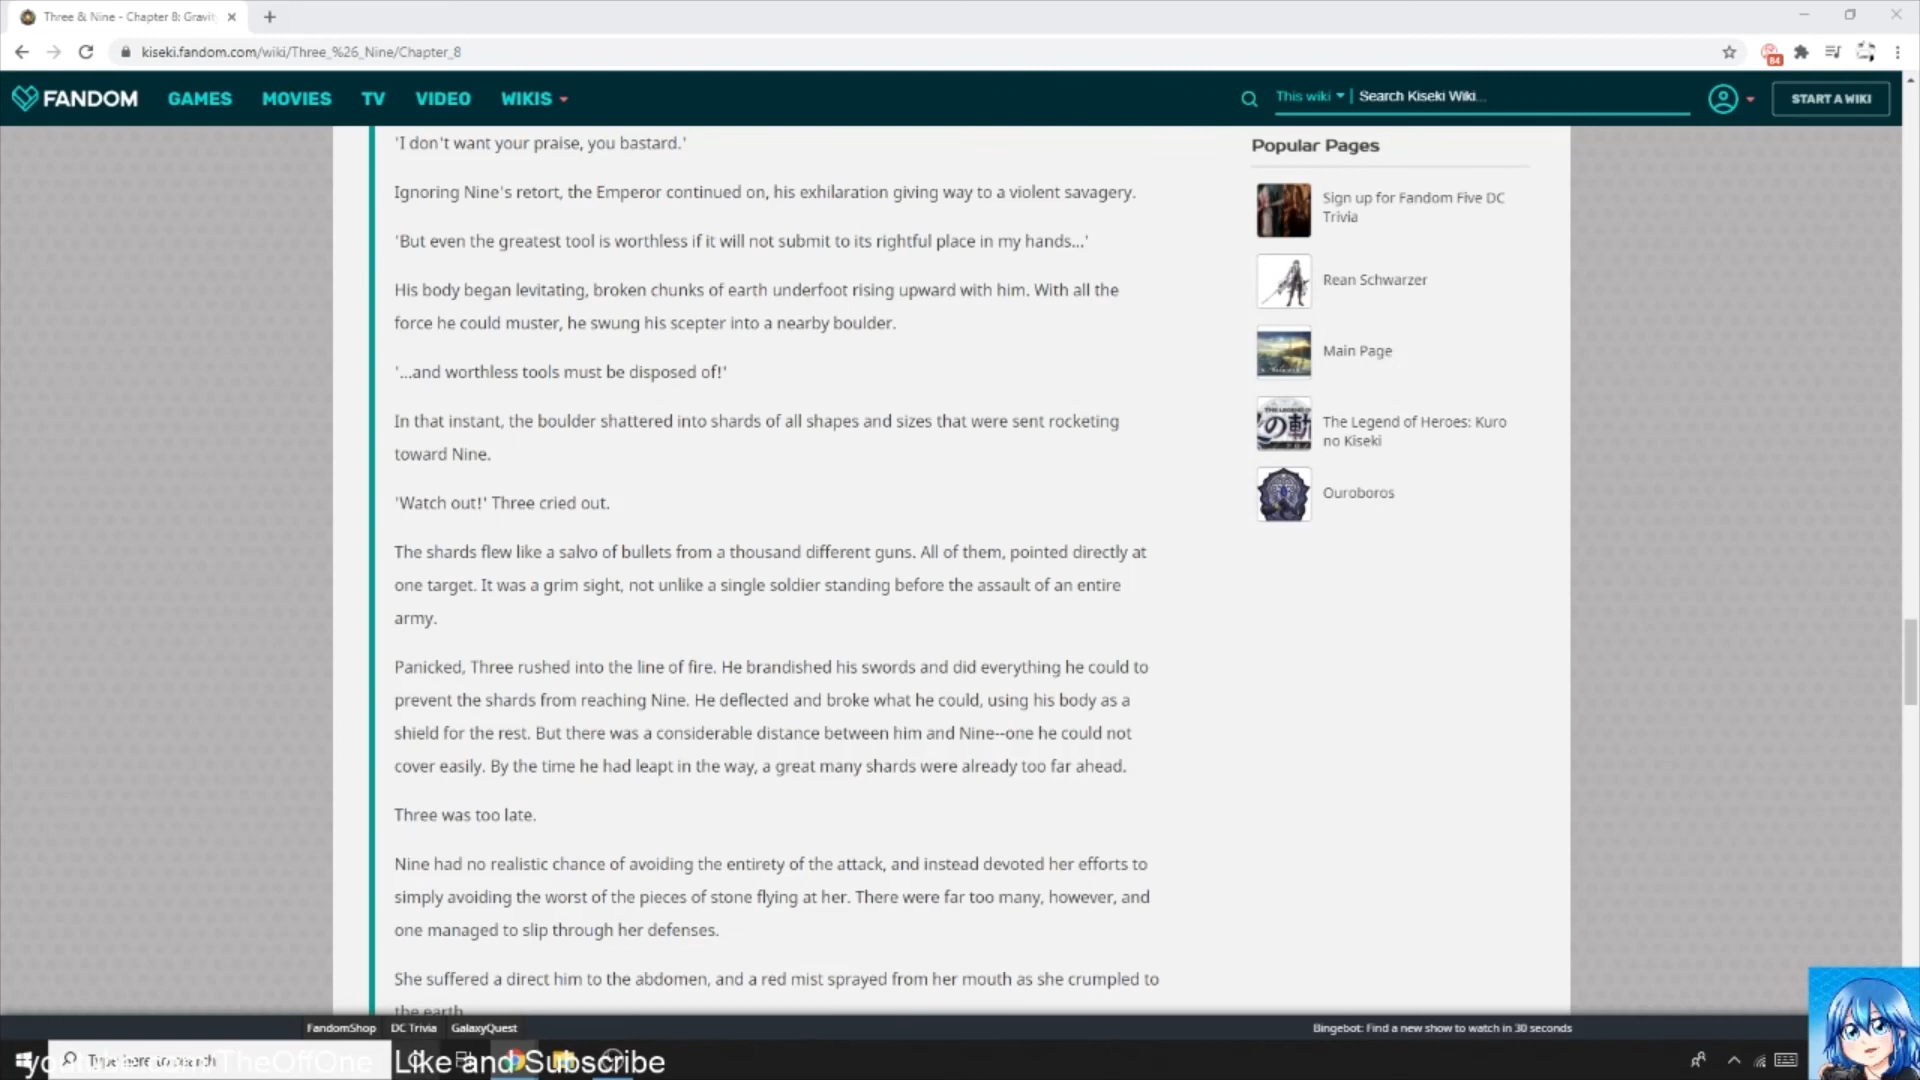 Three & Nine - Chapter 8: Gravit
kiseki.fandom.com/wiki/Three_%26_Nine/Chapter_8
84
FANDOM GAMES MOVIES TV VIDEO WIKIS This wiki Search Kiseki Wiki... START A WIKI
'I don't want your praise, you bastard.'
Ignoring Nine's retort, the Emperor continued on, his exhilaration giving way to a violent savagery.
'But even the greatest tool is worthless if it will not submit to its rightful place in my hands...'
His body began levitating, broken chunks of earth underfoot rising upward with him. With all the
force he could muster, he swung his scepter into a nearby boulder.
'...and worthless tools must be disposed of!'
In that instant, the boulder shattered into shards of all shapes and sizes that were sent rocketing
toward Nine.
'Watch out!' Three cried out.
The shards flew like a salvo of bullets from a thousand different guns. All of them, pointed directly at
one target. It was a grim sight, not unlike a single soldier standing before the assault of an entire
army.
Panicked, Three rushed into the line of fire. He brandished his swords and did everything he could to
prevent the shards from reaching Nine. He deflected and broke what he could, using his body as a
shield for the rest. But there was a considerable distance between him and Nine--one he could not
cover easily. By the time he had leapt in the way, a great many shards were already too far ahead.
Three was too late.
Nine had no realistic chance of avoiding the entirety of the attack, and instead devoted her efforts to
simply avoiding the worst of the pieces of stone flying at her. There were far too many, however, and
one managed to slip through her defenses.
She suffered a direct him to the abdomen, and a red mist sprayed from her mouth as she crumpled to
the earth
Popular Pages
Sign up for Fandom Five DC
Trivia
Rean Schwarzer
Main Page
The Legend of Heroes: Kuro
no Kiseki
Ouroboros
FandomShop DC Trivia GalaxyQuest
Bingebot: Find a new show to watch in 30 seconds
Type here to search
youtube.com/TheOffOne Like and Subscribe